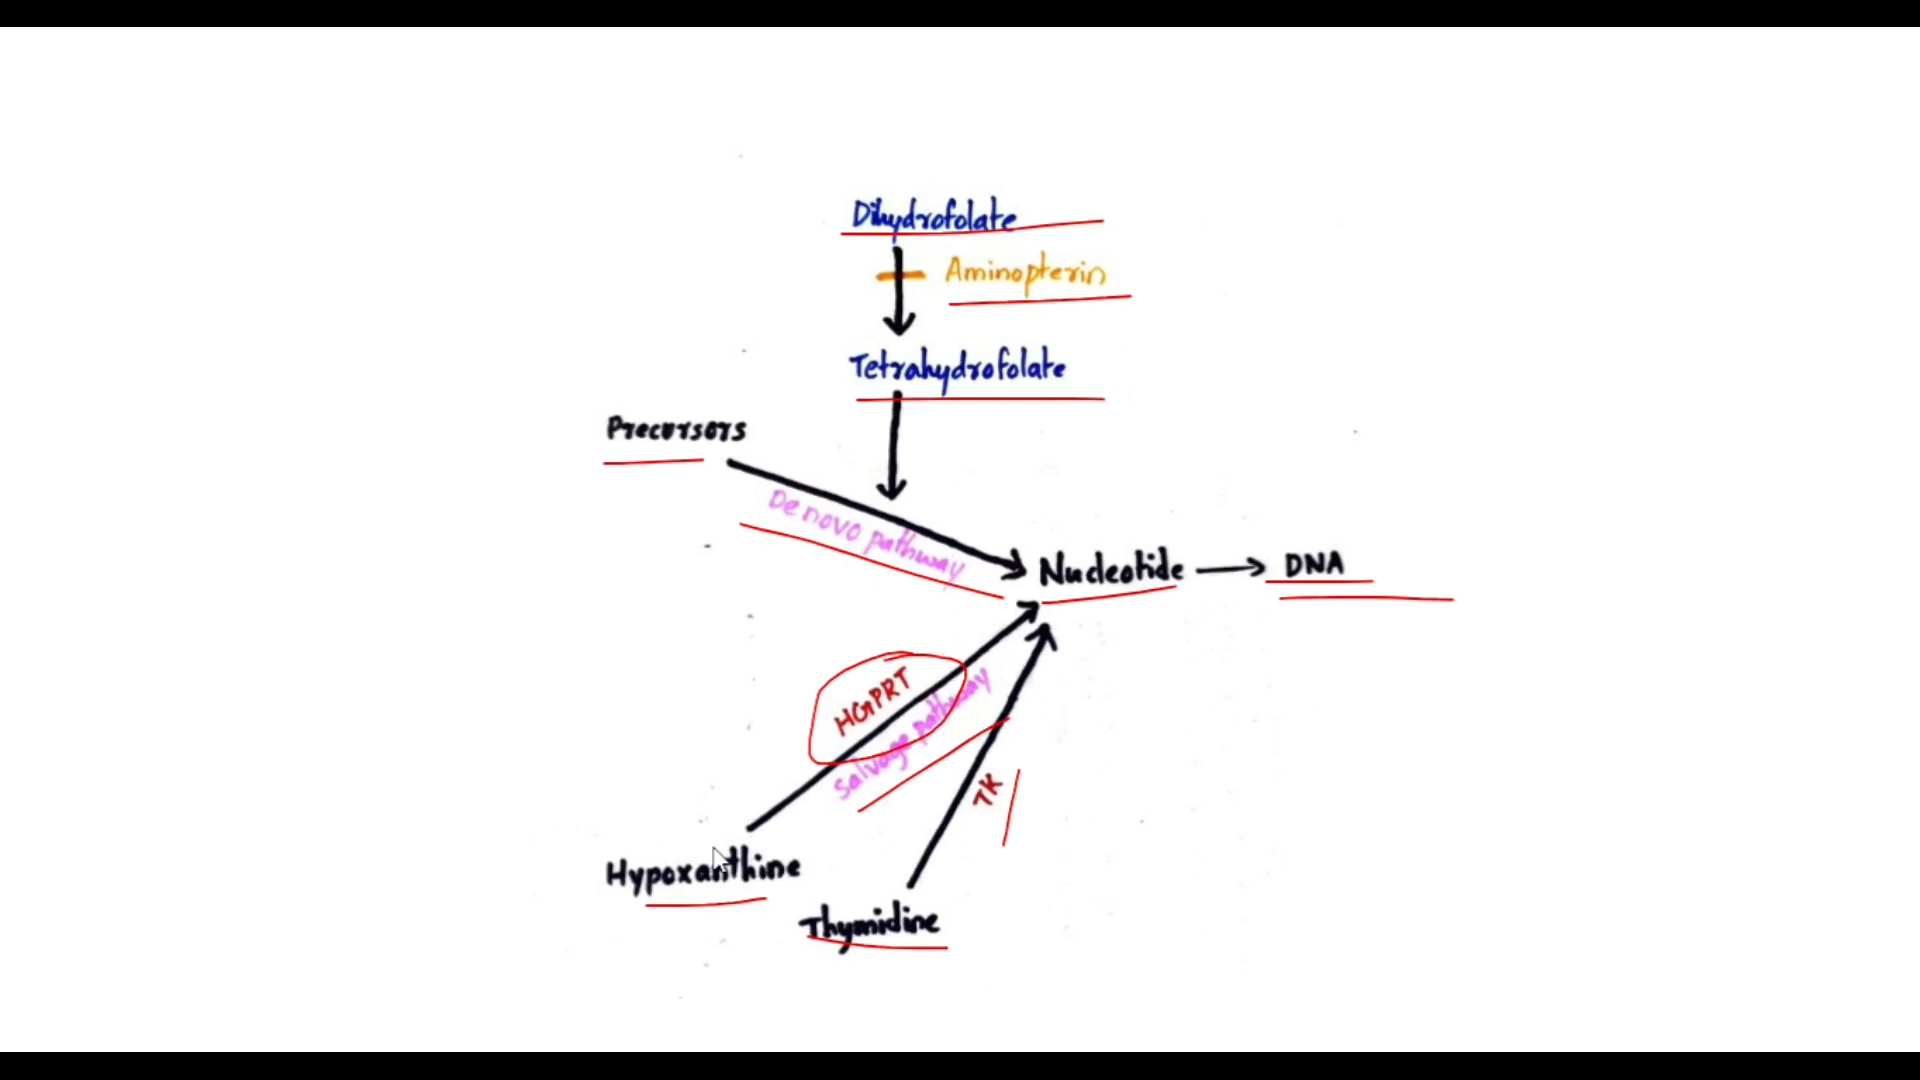 Dihydrofolate
Aminopterin
Tetrahydrofolate
Precursors
De novo pathway
Nucleotide
DNA
HGPRT
Salvage pathway
TK
Hypoxanthine
Thymidine